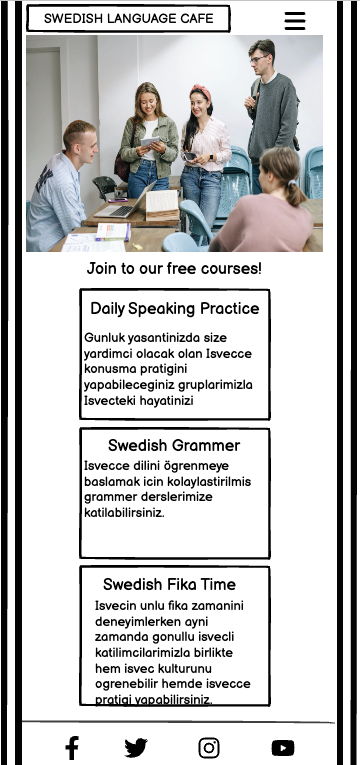 SWEDISH LANGUAGE CAFE
Join to our free courses!
Daily Speaking Practice
Gunluk yasantinizda size
yardimci olacak olan Isvecce
konusma pratigini
yapabileceginiz gruplarimizla
Isvecteki hayatinizi
Swedish Grammer
Isvecce dilini ögrenmeye
baslamak icin kolaylastirilmis
grammer derslerimize
katilabilirsiniz.
Swedish Fika Time
Isvecin unlu fika zamanini
deneyimlerken ayni
zamanda gonullu isvecli
katilimcilarimizla birlikte
hem isvec kulturunu
ogrenebilir hemde isvecce
pratigi yapabilirsiniz.